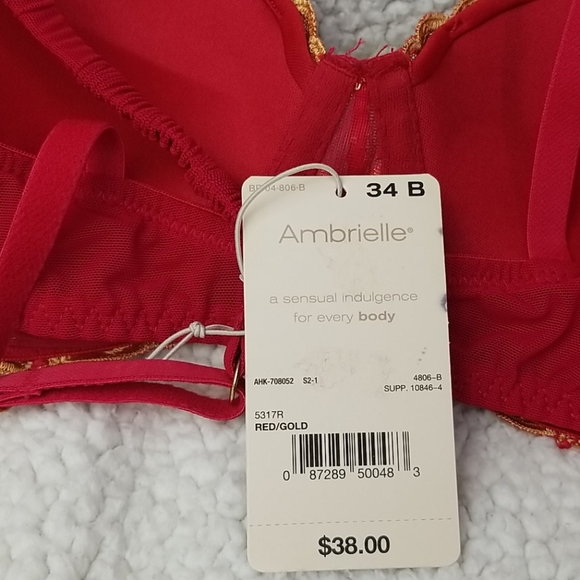 34 B
Ambrielle®
a sensual indulgence
for every body
AHK-708052 S2-1 4806-B
SUPP. 10846-4
5317R
RED/GOLD
0 87289 50048 3
$38.00